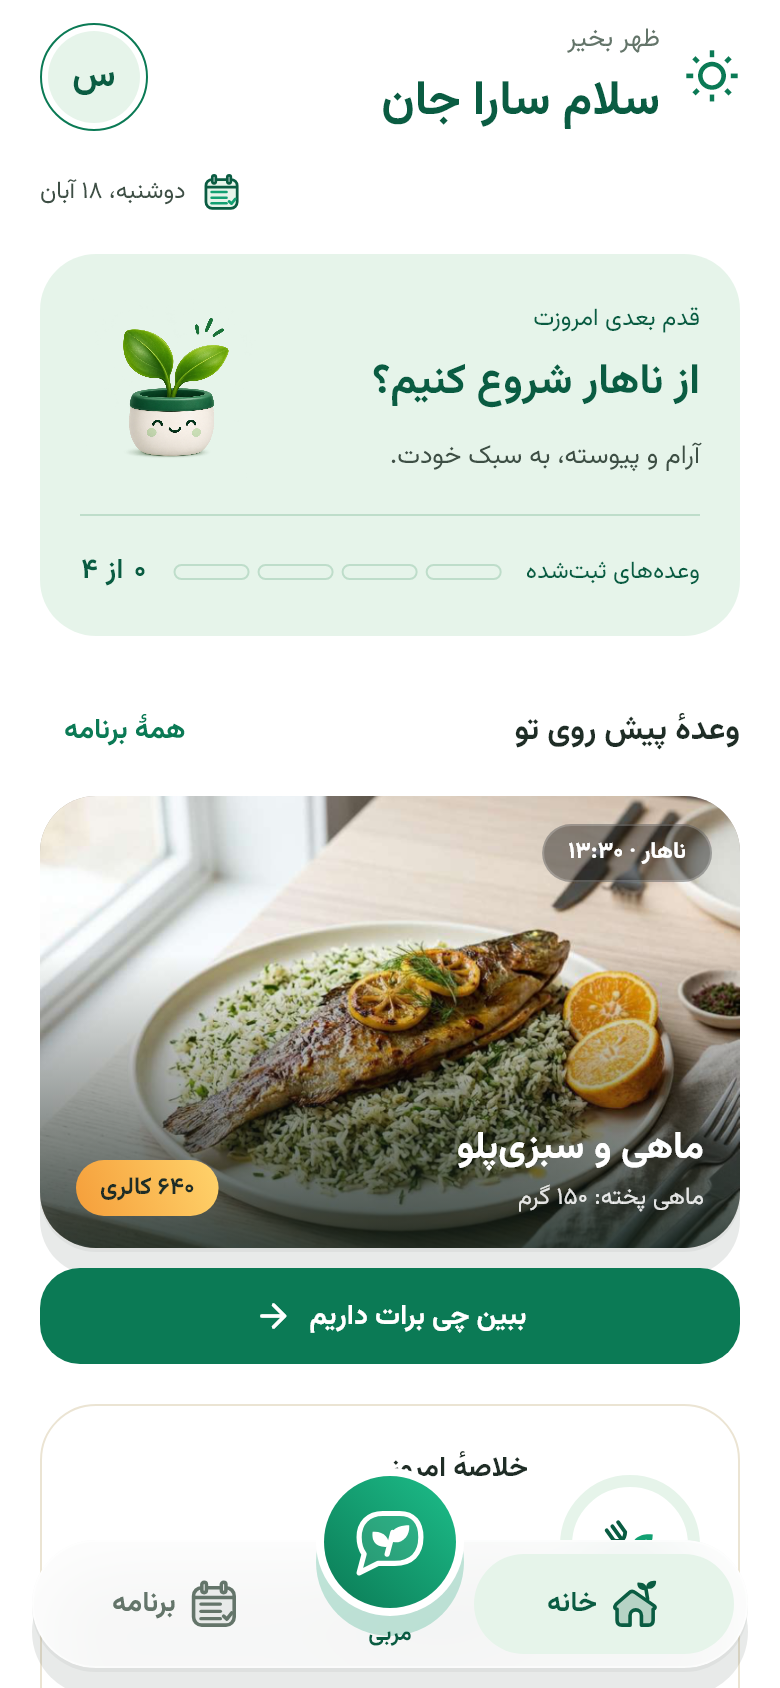 ظهر بخیر
سلام سارا جان
س
دوشنبه، ۱۸ آبان
قدم بعدی امروزت
از ناهار شروع کنیم؟
آرام و پیوسته، به سبک خودت.
وعده‌های ثبت‌شده
۰ از ۴
وعدهٔ پیش روی تو
همهٔ برنامه
ناهار · ۱۳:۳۰
ماهی و سبزی‌پلو
ماهی پخته: ۱۵۰ گرم
۶۴۰ کالری
ببین چی برات داریم
خلاصهٔ امروز
خانه
مربی
برنامه